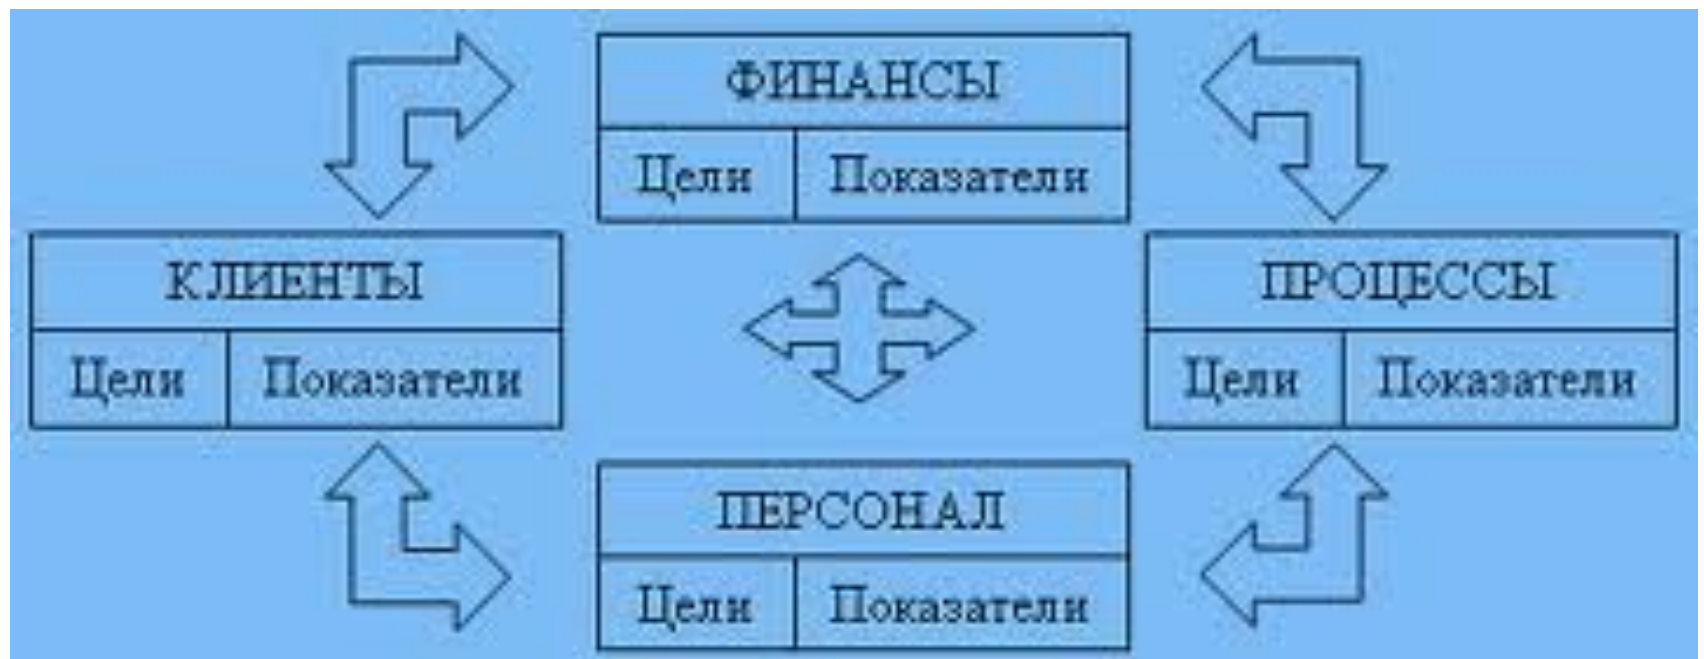 ФИНАНСЫ
Цели Показатели
КЛИЕНТЫ
Цели Показатели
ПРОЦЕССЫ
Цели Показатели
ПЕРСОНАЛ
Цели Показатели